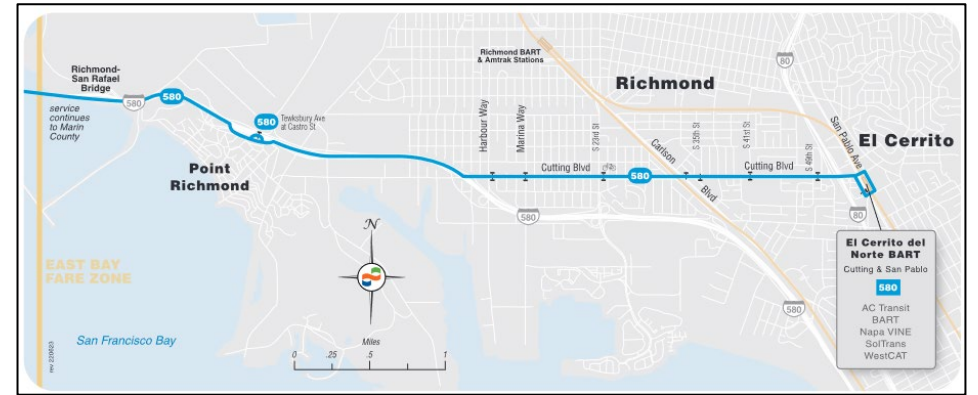 Richmond-
San Rafael
Bridge
580
service
continues
to Marin
County
580
580
Tewksbury Ave
at Castro St
Point
Richmond
Richmond BART
& Amtrak Stations
Richmond
80
San Pablo Ave
El Cerrito
Harbour Way
Marina Way
S 23rd St
Carlson
Blvd
S 35th St
S 41st St
S 49th St
Cutting Blvd
580
Cutting Blvd
580
80
580
El Cerrito del
Norte BART
Cutting & San Pablo
580
AC Transit
BART
Napa VINE
SolTrans
WestCAT
EAST BAY
FARE ZONE
San Francisco Bay
N
Miles
0 .25 .5 1
rev 220623